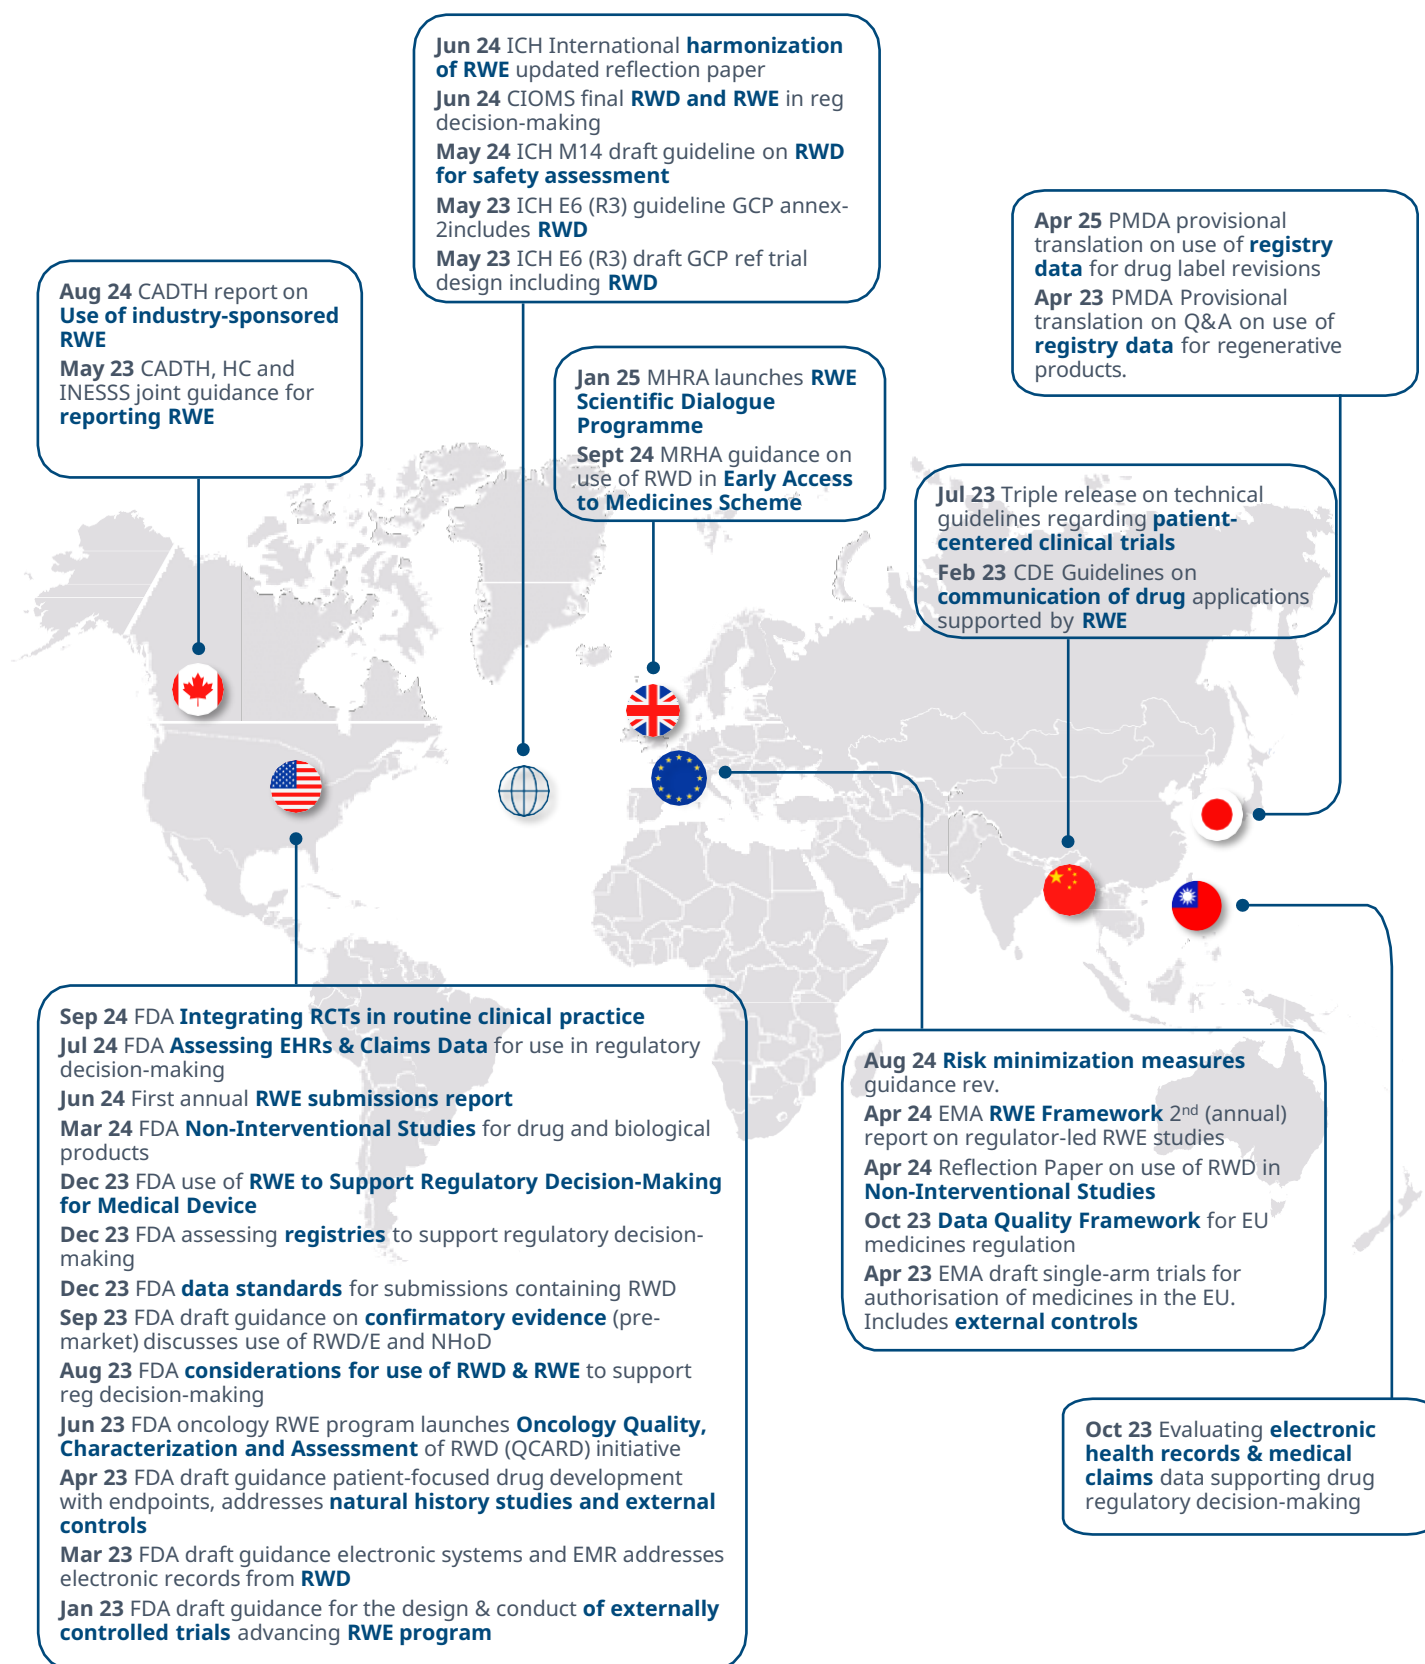 Jun 24 ICH International harmonization
of RWE updated reflection paper
Jun 24 CIOMS final RWD and RWE in reg
decision-making
May 24 ICH M14 draft guideline on RWD
for safety assessment
May 23 ICH E6 (R3) guideline GCP annex-
2includes RWD
May 23 ICH E6 (R3) draft GCP ref trial
design including RWD
Apr 25 PMDA provisional
translation on use of registry
data for drug label revisions
Apr 23 PMDA Provisional
translation on Q&A on use of
registry data for regenerative
products.
Aug 24 CADTH report on
Use of industry-sponsored
RWE
May 23 CADTH, HC and
INESSS joint guidance for
reporting RWE
Jan 25 MHRA launches RWE
Scientific Dialogue
Programme
Sept 24 MRHA guidance on
use of RWD in Early Access
to Medicines Scheme
Jul 23 Triple release on technical
guidelines regarding patient-
centered clinical trials
Feb 23 CDE Guidelines on
communication of drug applications
supported by RWE
Sep 24 FDA Integrating RCTs in routine clinical practice
Jul 24 FDA Assessing EHRs & Claims Data for use in regulatory
decision-making
Jun 24 First annual RWE submissions report
Mar 24 FDA Non-Interventional Studies for drug and biological
products
Dec 23 FDA use of RWE to Support Regulatory Decision-Making
for Medical Device
Dec 23 FDA assessing registries to support regulatory decision-
making
Dec 23 FDA data standards for submissions containing RWD
Sep 23 FDA draft guidance on confirmatory evidence (pre-
market) discusses use of RWD/E and NHoD
Aug 23 FDA considerations for use of RWD & RWE to support
reg decision-making
Jun 23 FDA oncology RWE program launches Oncology Quality,
Characterization and Assessment of RWD (QCARD) initiative
Apr 23 FDA draft guidance patient-focused drug development
with endpoints, addresses natural history studies and external
controls
Mar 23 FDA draft guidance electronic systems and EMR addresses
electronic records from RWD
Jan 23 FDA draft guidance for the design & conduct of externally
controlled trials advancing RWE program
Aug 24 Risk minimization measures
guidance rev.
Apr 24 EMA RWE Framework 2nd (annual)
report on regulator-led RWE studies
Apr 24 Reflection Paper on use of RWD in
Non-Interventional Studies
Oct 23 Data Quality Framework for EU
medicines regulation
Apr 23 EMA draft single-arm trials for
authorisation of medicines in the EU.
Includes external controls
Oct 23 Evaluating electronic
health records & medical
claims data supporting drug
regulatory decision-making